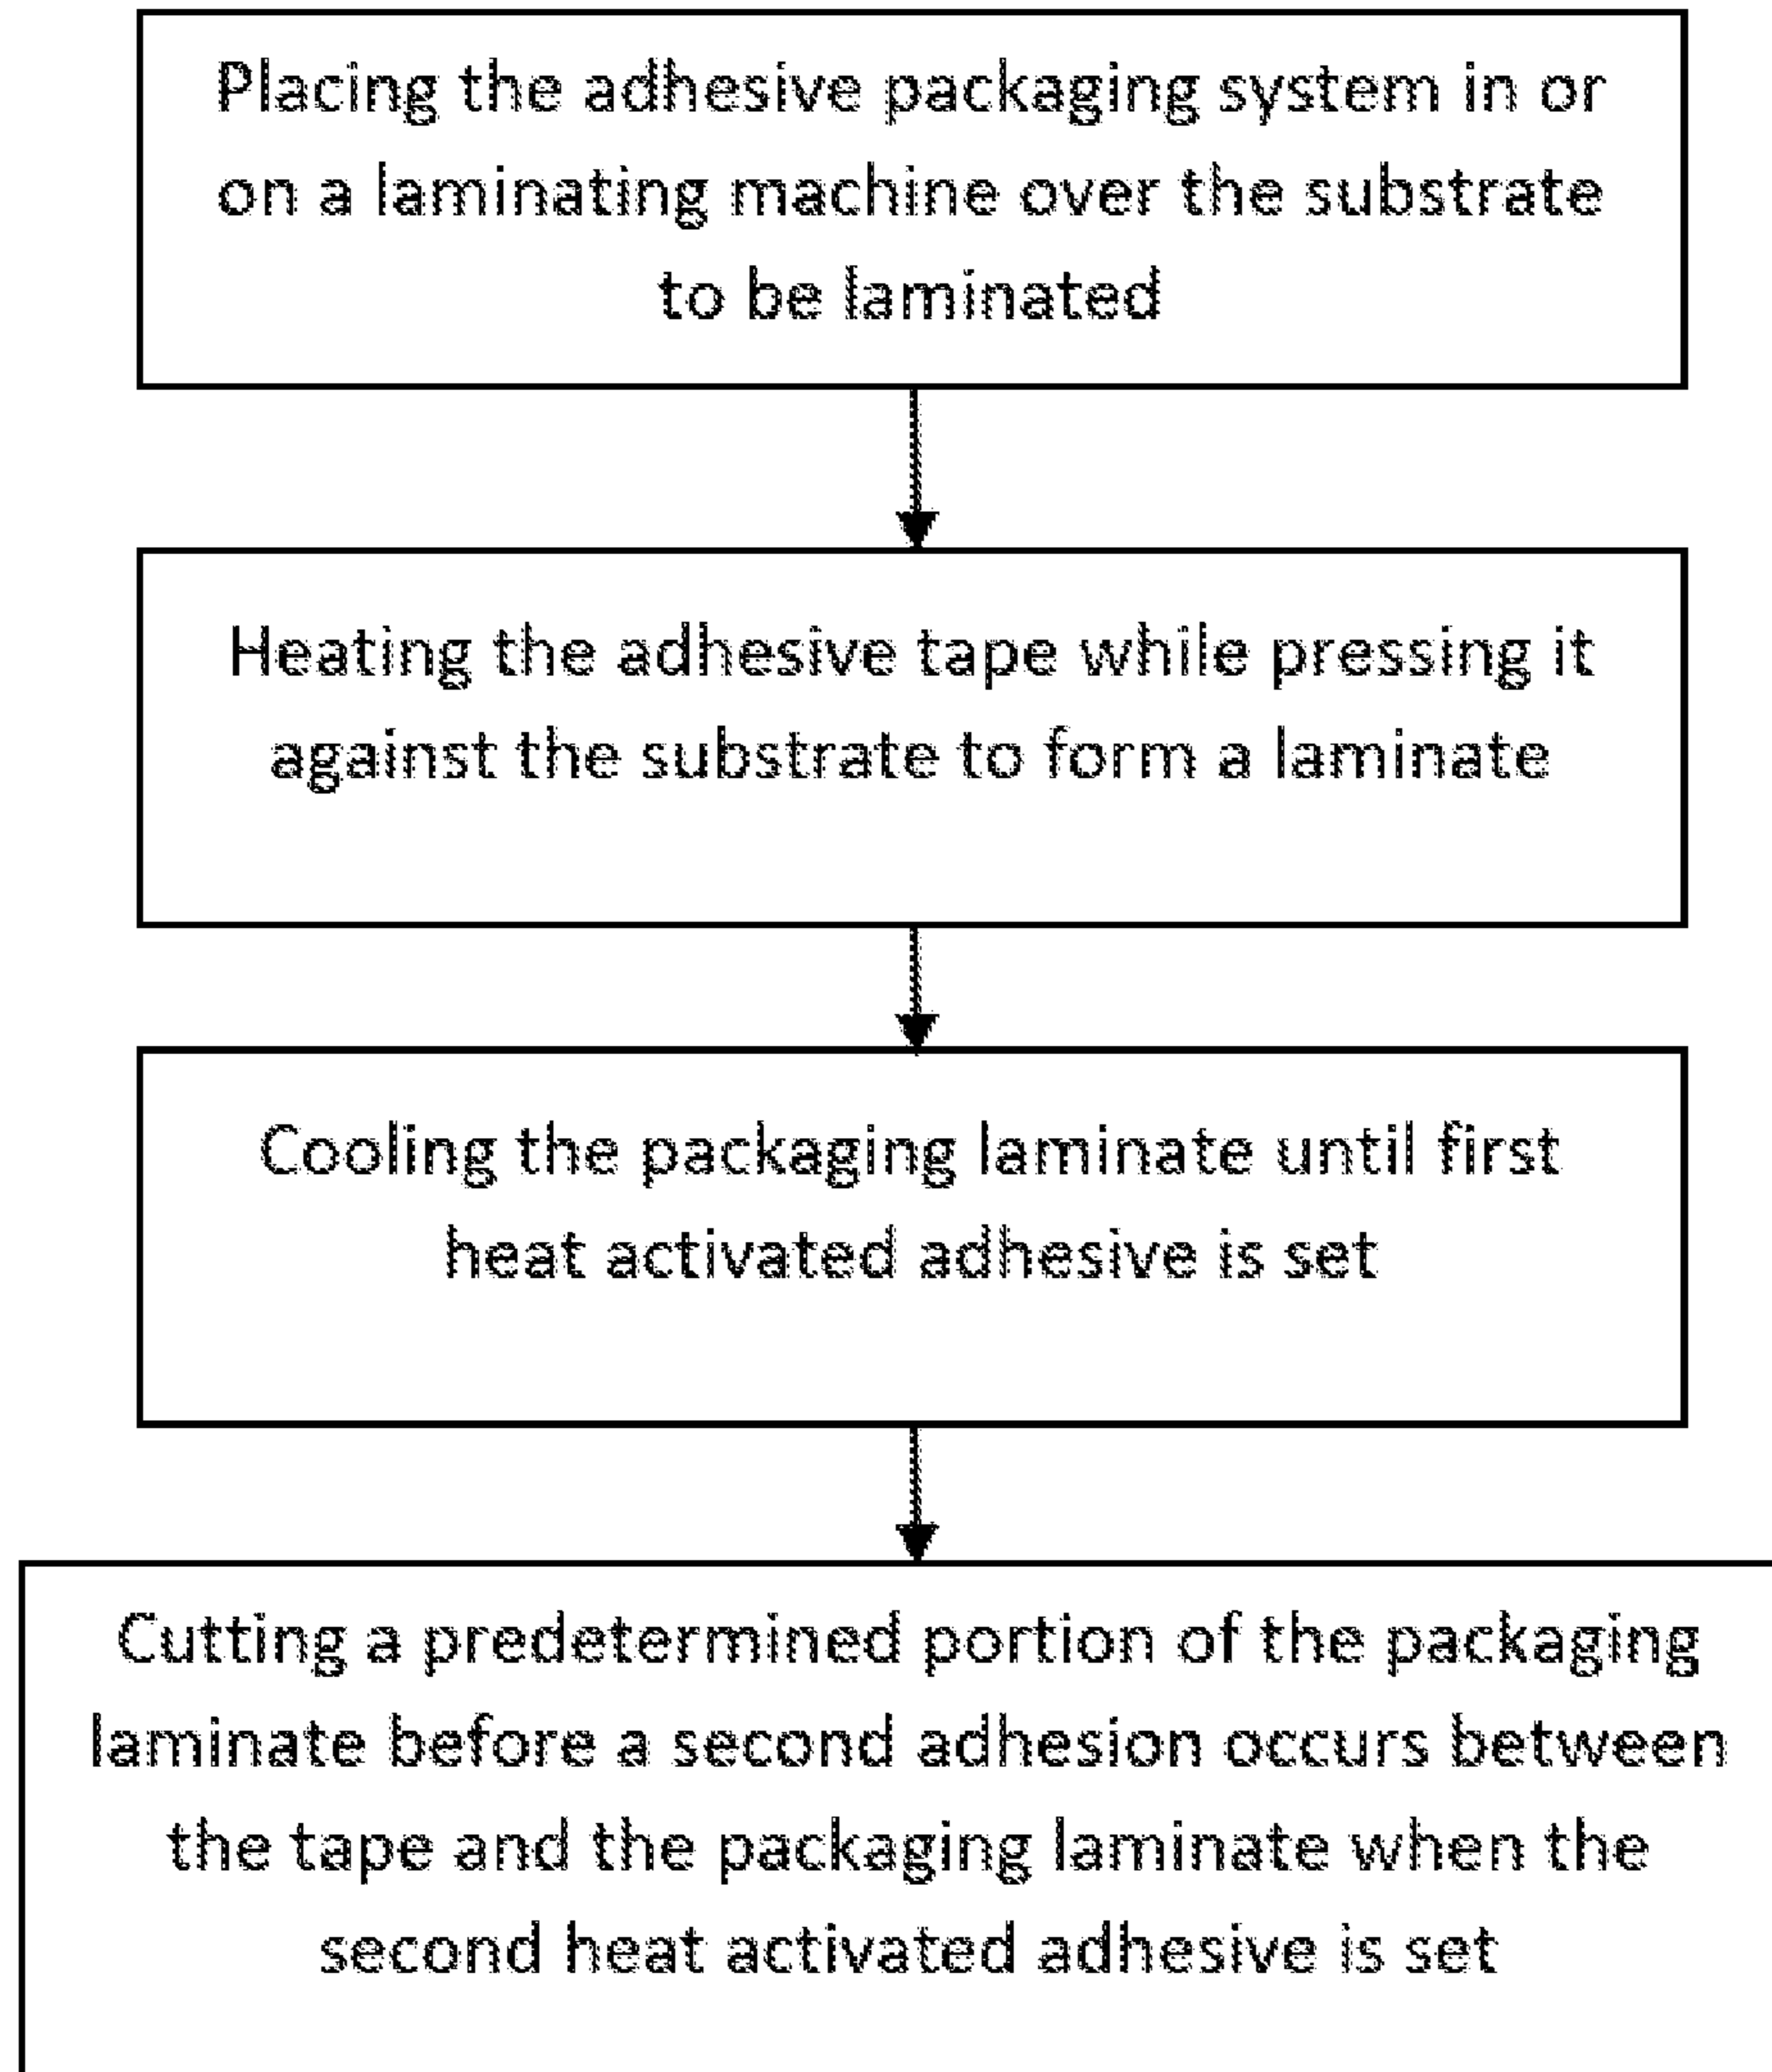 Placing the adhesive packaging system in or
on a laminating machine over the substrate
to be laminated
Heating the adhesive tape while pressing it
against the substrate to form a laminate
Cooling the packaging laminate until first
heat activated adhesive is set
Cutting a predetermined portion of the packaging
laminate before a second adhesion occurs between
the tape and the packaging laminate when the
second heat activated adhesive is set